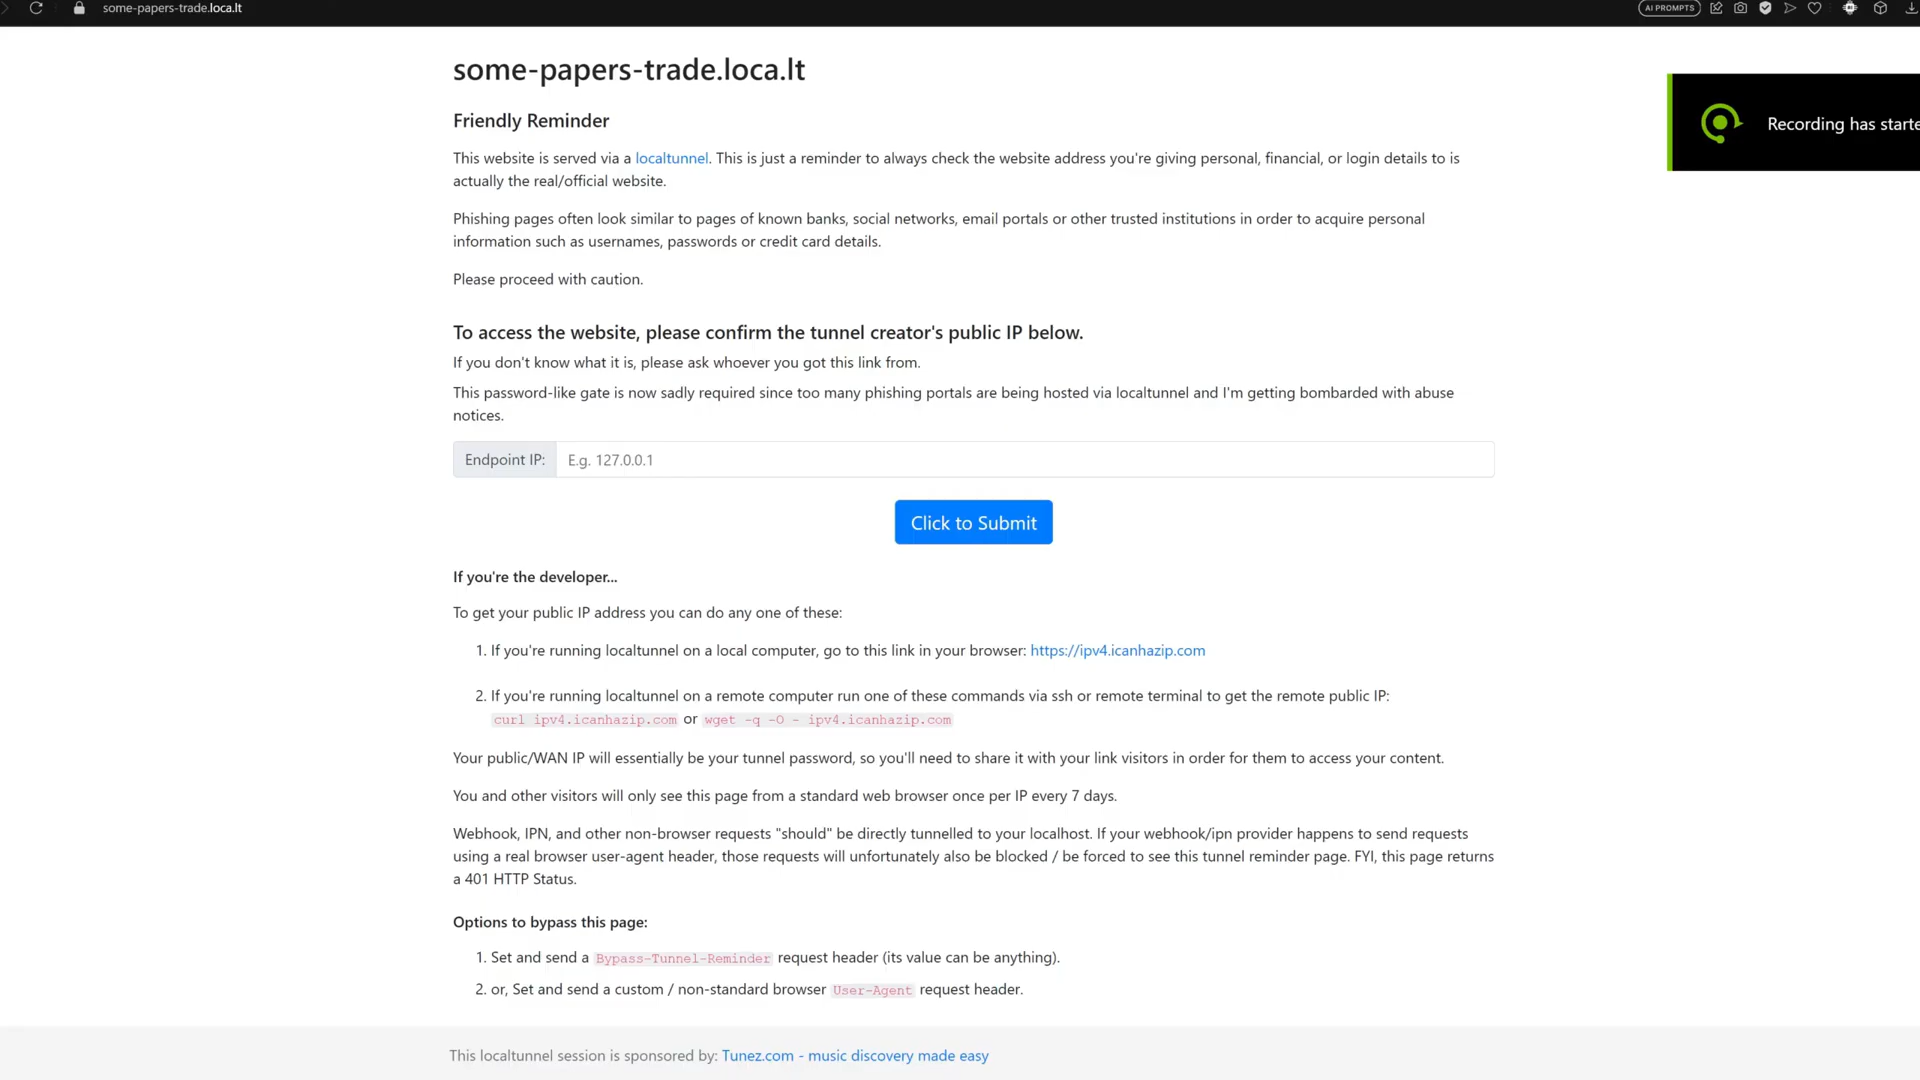 some-papers-trade.loca.lt
AI PROMPTS
some-papers-trade.loca.lt
Recording has starte
Friendly Reminder
This website is served via a localtunnel. This is just a reminder to always check the website address you're giving personal, financial, or login details to is
actually the real/official website.
Phishing pages often look similar to pages of known banks, social networks, email portals or other trusted institutions in order to acquire personal
information such as usernames, passwords or credit card details.
Please proceed with caution.
To access the website, please confirm the tunnel creator's public IP below.
If you don't know what it is, please ask whoever you got this link from.
This password-like gate is now sadly required since too many phishing portals are being hosted via localtunnel and I'm getting bombarded with abuse
notices.
Endpoint IP: E.g. 127.0.0.1
Click to Submit
If you're the developer...
To get your public IP address you can do any one of these:
1. If you're running localtunnel on a local computer, go to this link in your browser: https://ipv4.icanhazip.com
2. If you're running localtunnel on a remote computer run one of these commands via ssh or remote terminal to get the remote public IP:
curl ipv4.icanhazip.com or wget -q -O - ipv4.icanhazip.com
Your public/WAN IP will essentially be your tunnel password, so you'll need to share it with your link visitors in order for them to access your content.
You and other visitors will only see this page from a standard web browser once per IP every 7 days.
Webhook, IPN, and other non-browser requests "should" be directly tunnelled to your localhost. If your webhook/ipn provider happens to send requests
using a real browser user-agent header, those requests will unfortunately also be blocked / be forced to see this tunnel reminder page. FYI, this page returns
a 401 HTTP Status.
Options to bypass this page:
1. Set and send a Bypass-Tunnel-Reminder request header (its value can be anything).
2. or, Set and send a custom / non-standard browser User-Agent request header.
This localtunnel session is sponsored by: Tunez.com - music discovery made easy